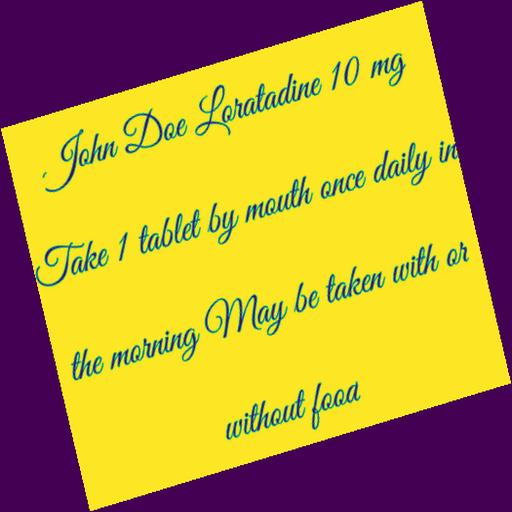 John Doe Loratadine 10 mg
Take 1 tablet by mouth once daily in
the morning May be taken with or
without food